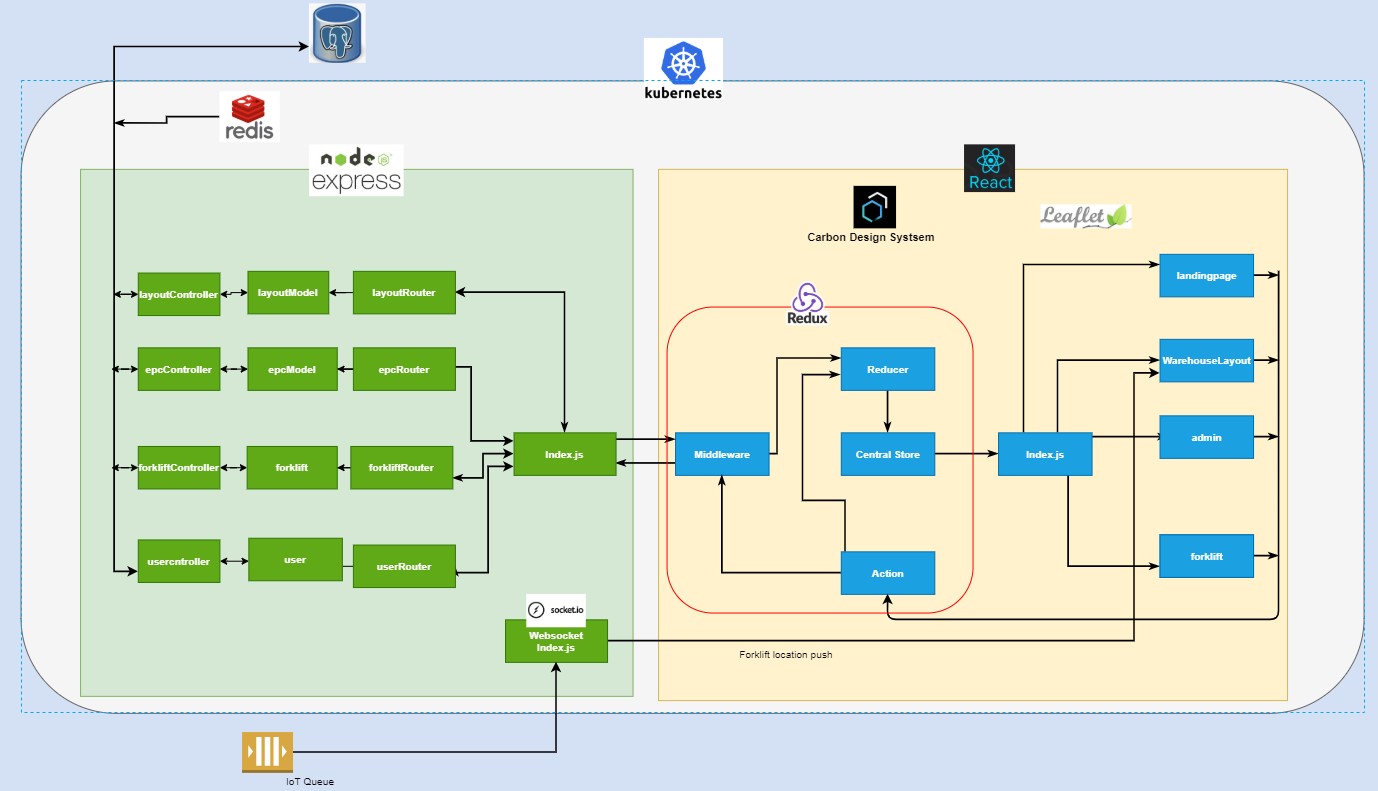 kubernetes
redis
node JS
express
React
Leaflet
Carbon Design Systsem
landingpage
layoutController
layoutModel
layoutRouter
Redux
WarehouseLayout
epcController
epcModel
epcRouter
Reducer
admin
Index.js
Middleware
Central Store
Index.js
forkliftController
forklift
forkliftRouter
usercntroller
user
userRouter
Action
forklift
socket.io
Websocket
Index.js
Forklift location push
IoT Queue